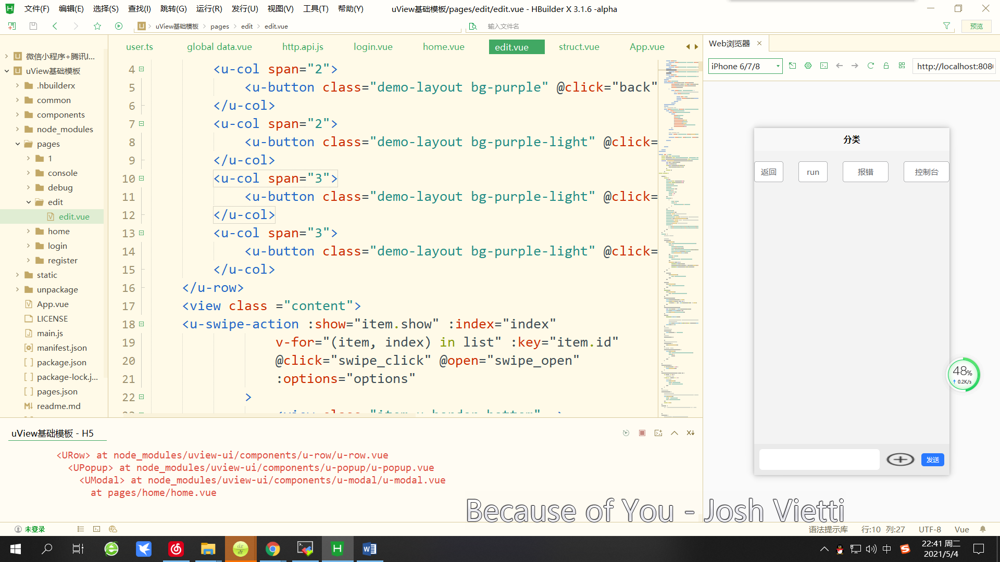 文件(F) 编辑(E) 选择(S) 查找(I) 跳转(G) 运行(R) 发行(U) 视图(V) 工具(T) 帮助(Y) uView基础模板/pages/edit/edit.vue - HBuilder X 3.1.6 -alpha
uView基础模板 pages edit edit.vue 输入文件名 预览
微信小程序+腾讯I...
uView基础模板
.hbuilderx
common
components
node_modules
pages
1
console
debug
edit
edit.vue
home
login
register
static
unpackage
App.vue
LICENSE
main.js
manifest.json
package.json
package-lock.j...
pages.json
readme.md
user.ts global data.vue http.api.js login.vue home.vue edit.vue struct.vue App.vue
4 <u-col span="2">
5 <u-button class="demo-layout bg-purple" @click="back"
6 </u-col>
7 <u-col span="2">
8 <u-button class="demo-layout bg-purple-light" @click=
9 </u-col>
10 <u-col span="3">
11 <u-button class="demo-layout bg-purple-light" @click=
12 </u-col>
13 <u-col span="3">
14 <u-button class="demo-layout bg-purple-light" @click=
15 </u-col>
16 </u-row>
17 <view class ="content">
18 <u-swipe-action :show="item.show" :index="index"
19 v-for="(item, index) in list" :key="item.id"
20 @click="swipe_click" @open="swipe_open"
21 :options="options"
22 >
Web浏览器
iPhone 6/7/8 http://localhost:808
分类
返回 run 报错 控制台
发送
48%
0.2K/s
uView基础模板 - H5
<URow> at node_modules/uview-ui/components/u-row/u-row.vue
<UPopup> at node_modules/uview-ui/components/u-popup/u-popup.vue
<UModal> at node_modules/uview-ui/components/u-modal/u-modal.vue
at pages/home/home.vue
Because of You - Josh Vietti
未登录 语法提示库 行:10 列:27 UTF-8 Vue
中 22:41 周二
2021/5/4